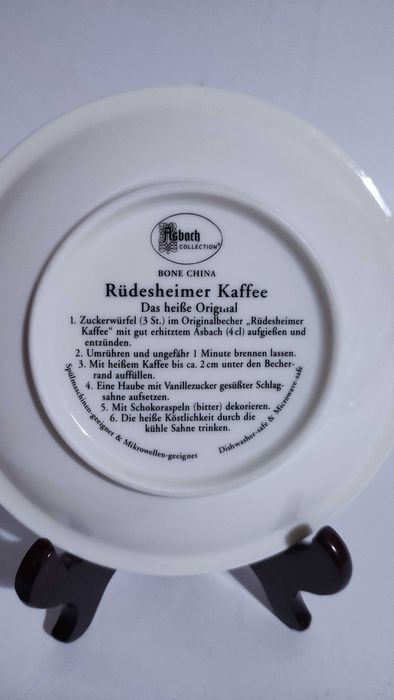 Asbach
COLLECTION®
BONE CHINA
Rüdesheimer Kaffee
Das heiße Original
1. Zuckerwürfel (3 St.) im Originalbecher „Rüdesheimer
Kaffee“ mit gut erhitztem Asbach (4 cl) aufgießen und
entzünden.
2. Umrühren und ungefähr 1 Minute brennen lassen.
3. Mit heißem Kaffee bis ca. 2 cm unter den Becher-
rand auffüllen.
4. Eine Haube mit Vanillezucker gesüßter Schlag-
sahne aufsetzen.
5. Mit Schokoraspeln (bitter) dekorieren.
6. Die heiße Köstlichkeit durch die
kühle Sahne trinken.
Spülmaschinen-geeignet & Mikrowellen-geeignet
Dishwasher-safe & Microwave-safe